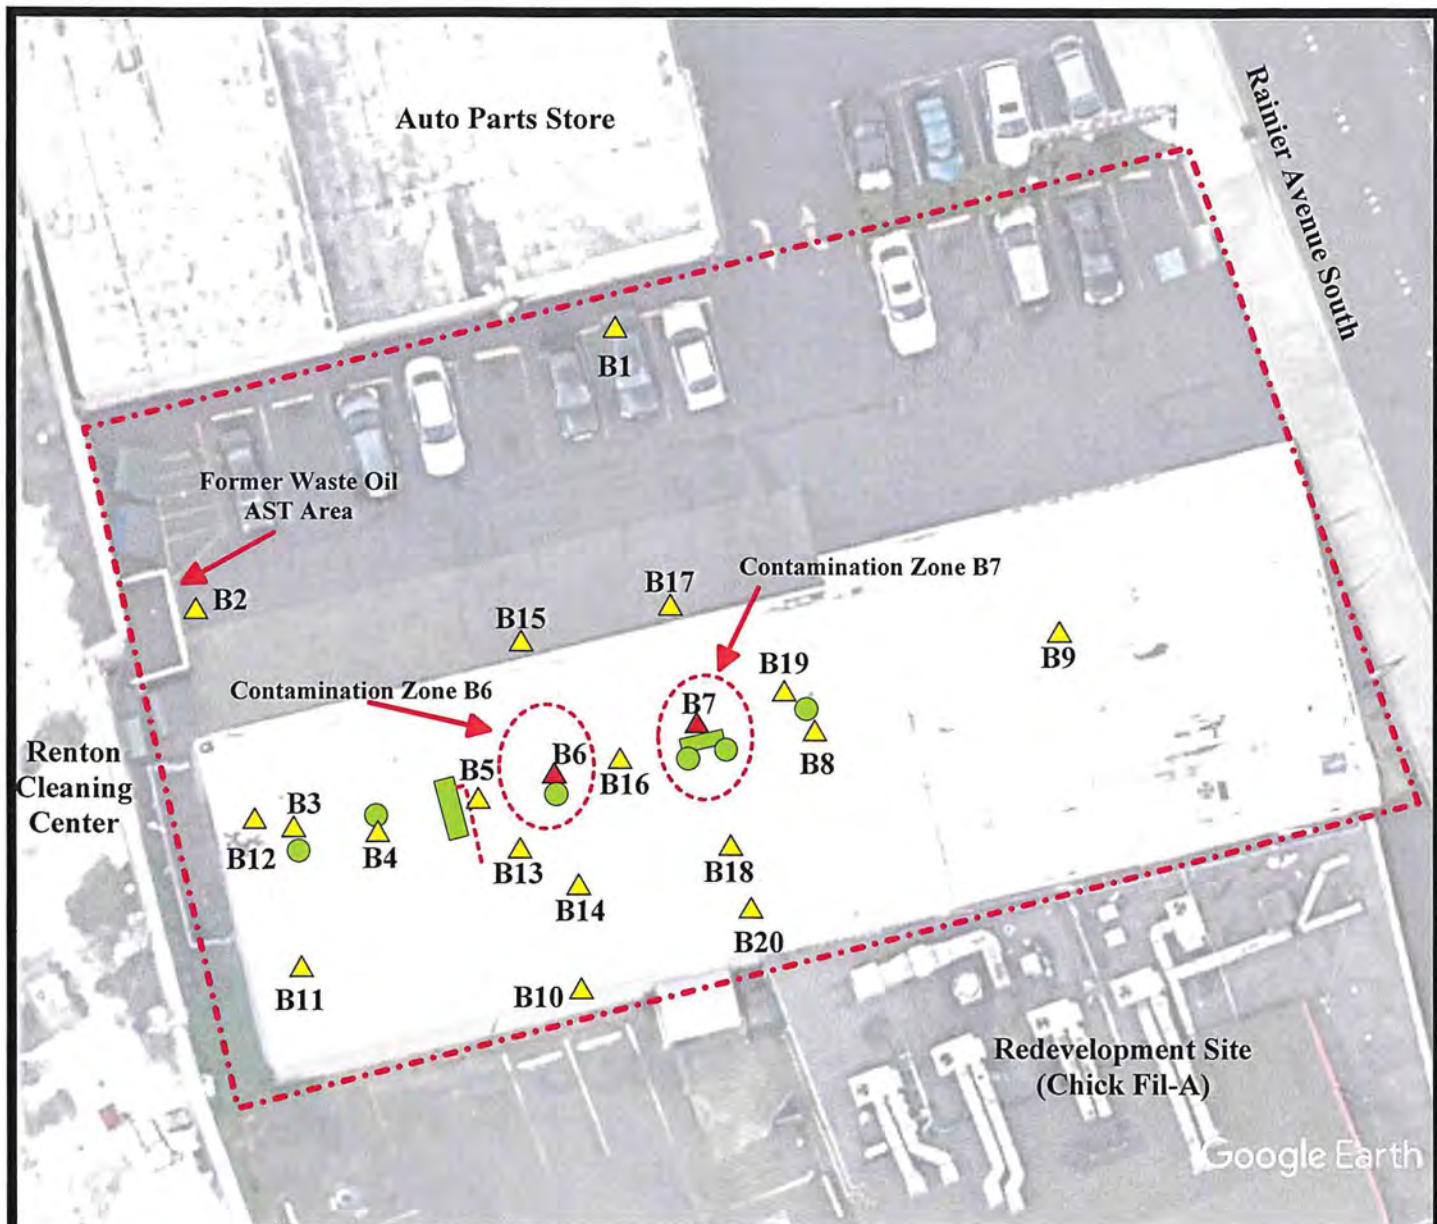 Auto Parts Store
Rainier Avenue South
B1
Former Waste Oil
AST Area
B2
B17
Contamination Zone B7
B15
B9
B19
Contamination Zone B6
B7
B6
B8
B5
B16
Renton
Cleaning
Center
B3
B12
B4
B13
B18
B14
B20
B11
B10
Redevelopment Site
(Chick Fil-A)
Google Earth